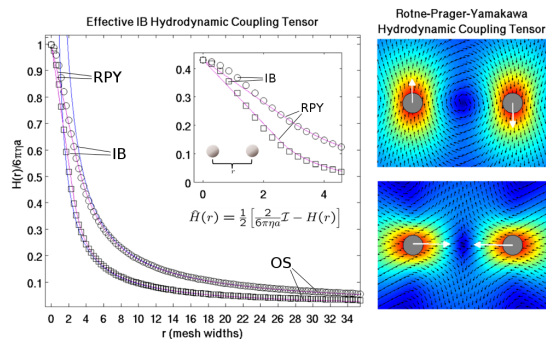 Effective IB Hydrodynamic Coupling Tensor
H(r)/6πηa
1
0.9
0.8
0.7
0.6
0.5
0.4
0.3
0.2
0.1
RPY
IB
OS
0 2 4 6 8 10 12 14 16 18 20 22 24 26 28 30 32 34
r (mesh widths)
0.4
0.3
0.2
0.1
0 2 4
IB
RPY
r
H̃(r) = 1/2 [2/6πηa I − H(r)]
Rotne-Prager-Yamakawa
Hydrodynamic Coupling Tensor